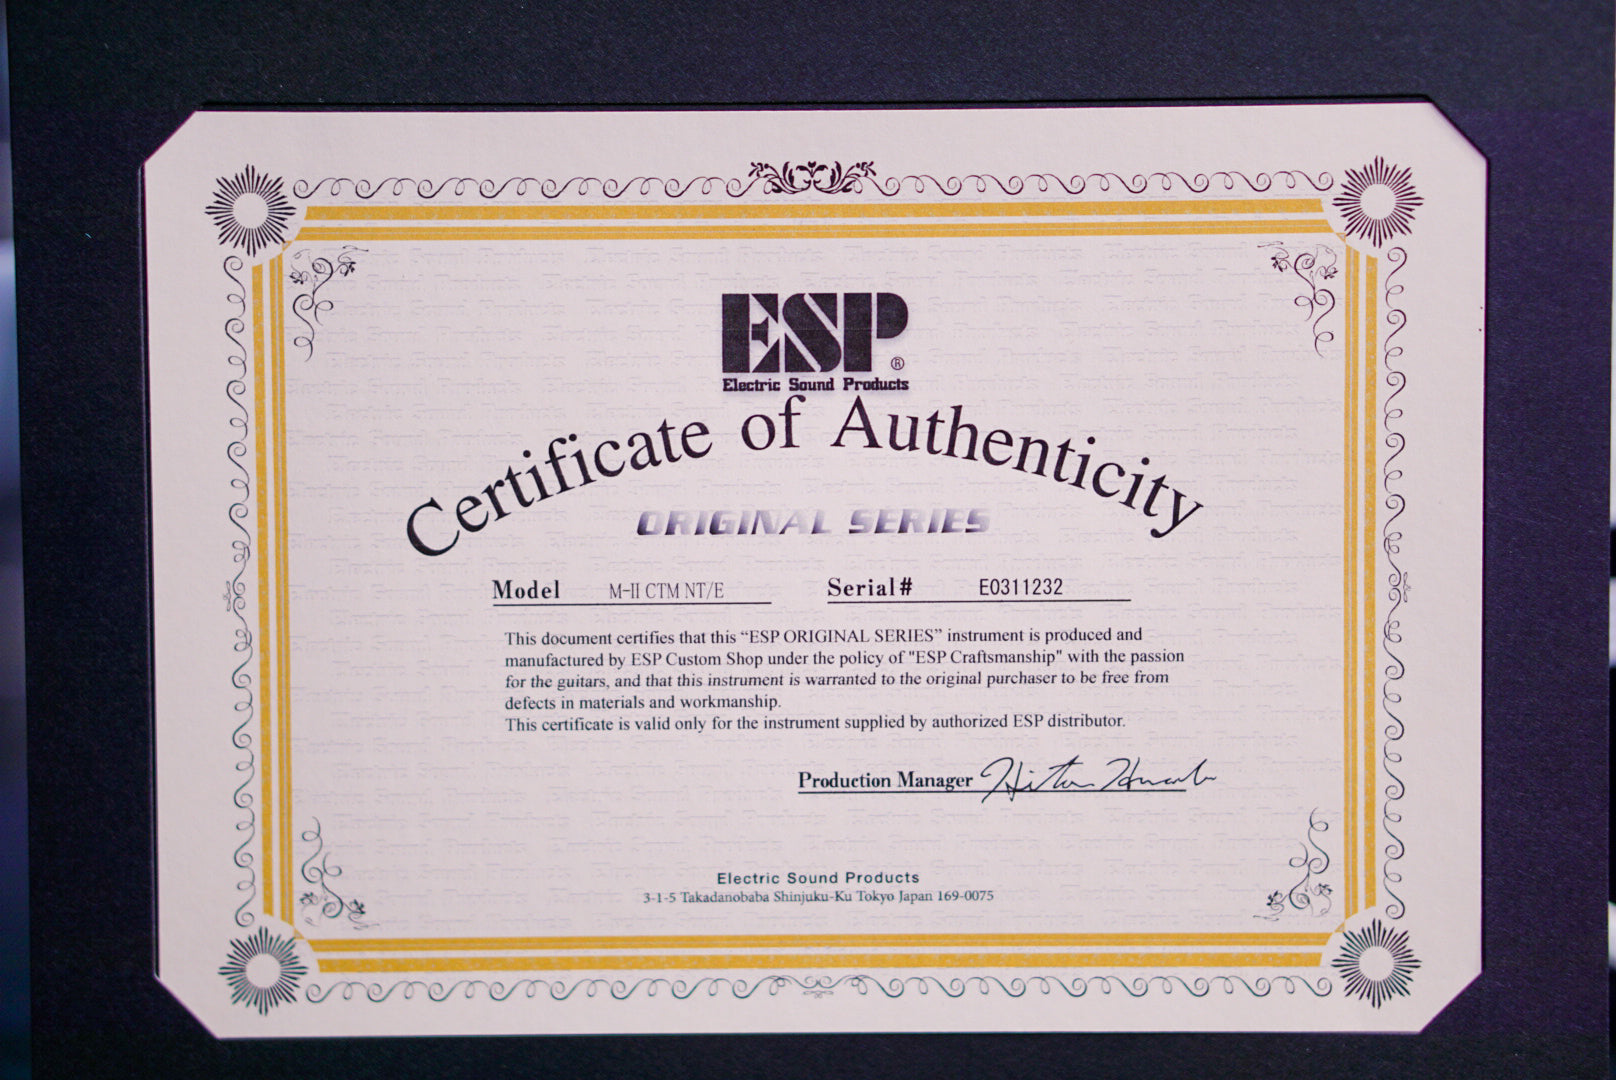 ESP®
Electric Sound Products
Certificate of Authenticity
ORIGINAL SERIES
Model M-II CTM NT/E Serial# E0311232
This document certifies that this “ESP ORIGINAL SERIES” instrument is produced and
manufactured by ESP Custom Shop under the policy of "ESP Craftsmanship" with the passion
for the guitars, and that this instrument is warranted to the original purchaser to be free from
defects in materials and workmanship.
This certificate is valid only for the instrument supplied by authorized ESP distributor.
Production Manager
Electric Sound Products
3-1-5 Takadanobaba Shinjuku-Ku Tokyo Japan 169-0075